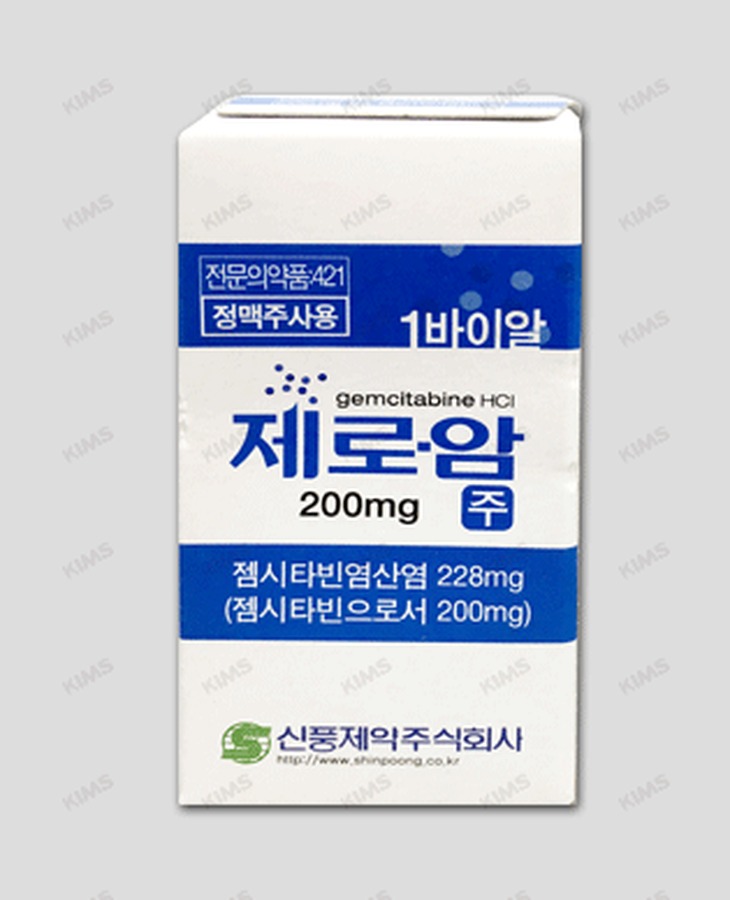 전문의약품:421
정맥주사용
1바이알
gemcitabine HCl
제로·암
200mg 주
젬시타빈염산염 228mg
(젬시타빈으로서 200mg)
신풍제약주식회사
http://www.shinpoong.co.kr
KIMS